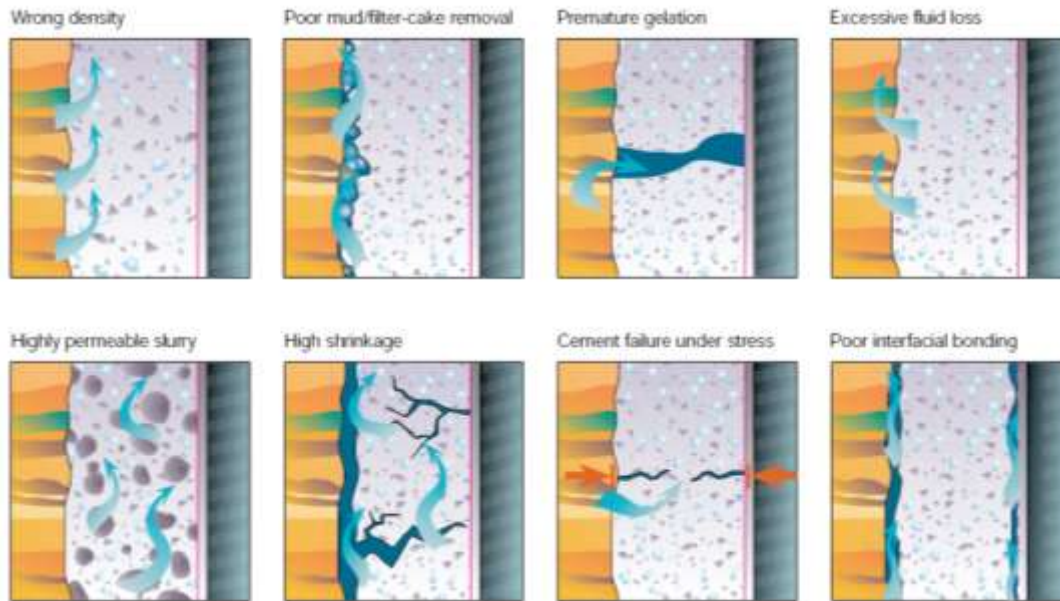 Wrong density
Poor mud/filter-cake removal
Premature gelation
Excessive fluid loss
Highly permeable slurry
High shrinkage
Cement failure under stress
Poor interfacial bonding